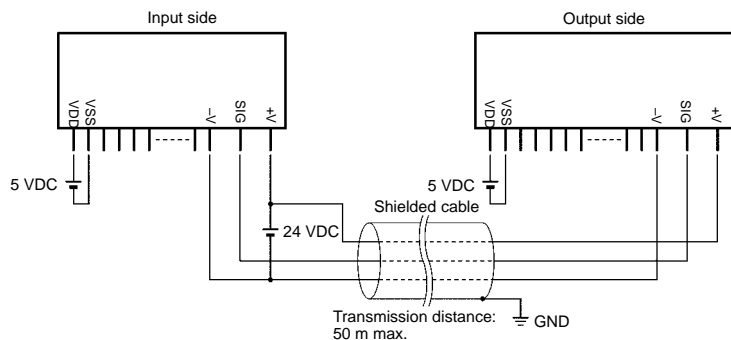 Input side
Output side
VDD
VSS
–V
SIG
+V
VDD
VSS
–V
SIG
+V
5 VDC
5 VDC
Shielded cable
24 VDC
Transmission distance:
50 m max.
GND